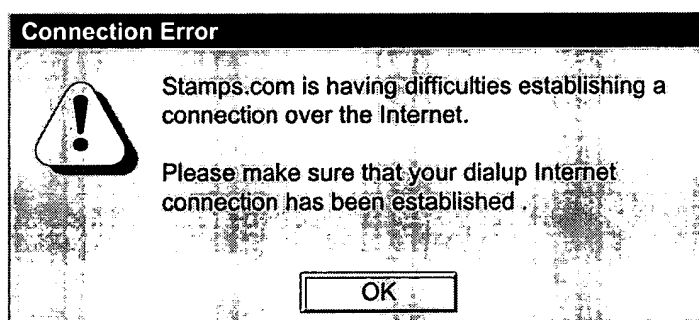 Connection Error
Stamps.com is having difficulties establishing a
connection over the Internet.
Please make sure that your dialup Internet
connection has been established .
OK